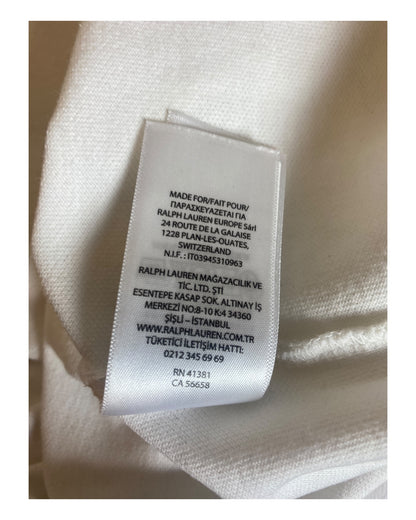 MADE FOR/FAIT POUR/
ΠΑΡΑΣΚΕΥΑΖΕΤΑΙ ΓΙΑ
RALPH LAUREN EUROPE Sàrl
24 ROUTE DE LA GALAISE
1228 PLAN-LES-OUATES,
SWITZERLAND
N.I.F. : IT03945310963
RALPH LAUREN MAĞAZACILIK VE
TİC. LTD. ŞTİ
ESENTEPE KASAP SOK. ALTINAY İŞ
MERKEZİ NO:8-10 K:4 34360
ŞİŞLİ - İSTANBUL
WWW.RALPHLAUREN.COM.TR
TÜKETİCİ İLETİŞİM HATTI:
0212 345 69 69
RN 41381
CA 56658